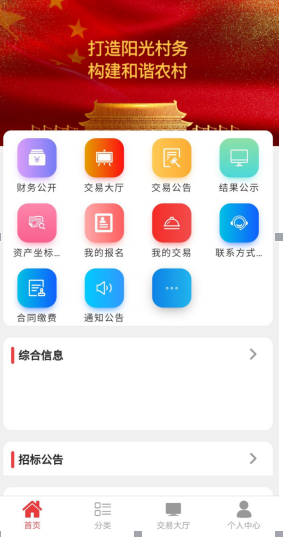 打造阳光村务
构建和谐农村
财务公开
交易大厅
交易公告
结果公示
资产坐标...
我的报名
我的交易
联系方式...
合同缴费
通知公告
综合信息
招标公告
首页
分类
交易大厅
个人中心